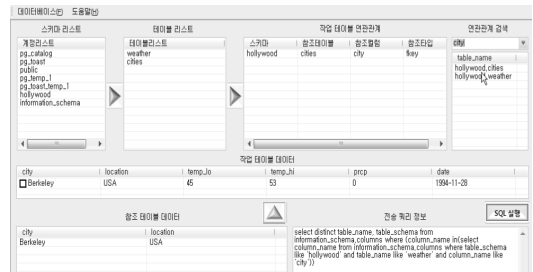 데이터베이스(F) 도움말(H)
스키마 리스트
테이블 리스트
작업 테이블 연관관계
연관관계 검색
계정리스트
pg_catalog
pg_toast
public
pg_temp_1
pg_toast_temp_1
hollywood
information_schema
테이블리스트
weather
cities
스키마 참조테이블 참조컬럼 참조타입
hollywood cities city fkey
city
table_name
hollywood.cities
hollywood.weather
작업 테이블 데이터
city location temp_lo temp_hi prcp date
Berkeley USA 45 53 0 1994-11-28
참조 테이블 데이터
전송 쿼리 정보
SQL 실행
city location
Berkeley USA
select distinct table_name, table_schema from
information_schema.columns where (column_name in(select
column_name from information_schema.columns where table_schema
like 'hollywood' and table_name like 'weather' and column_name like
'city'))